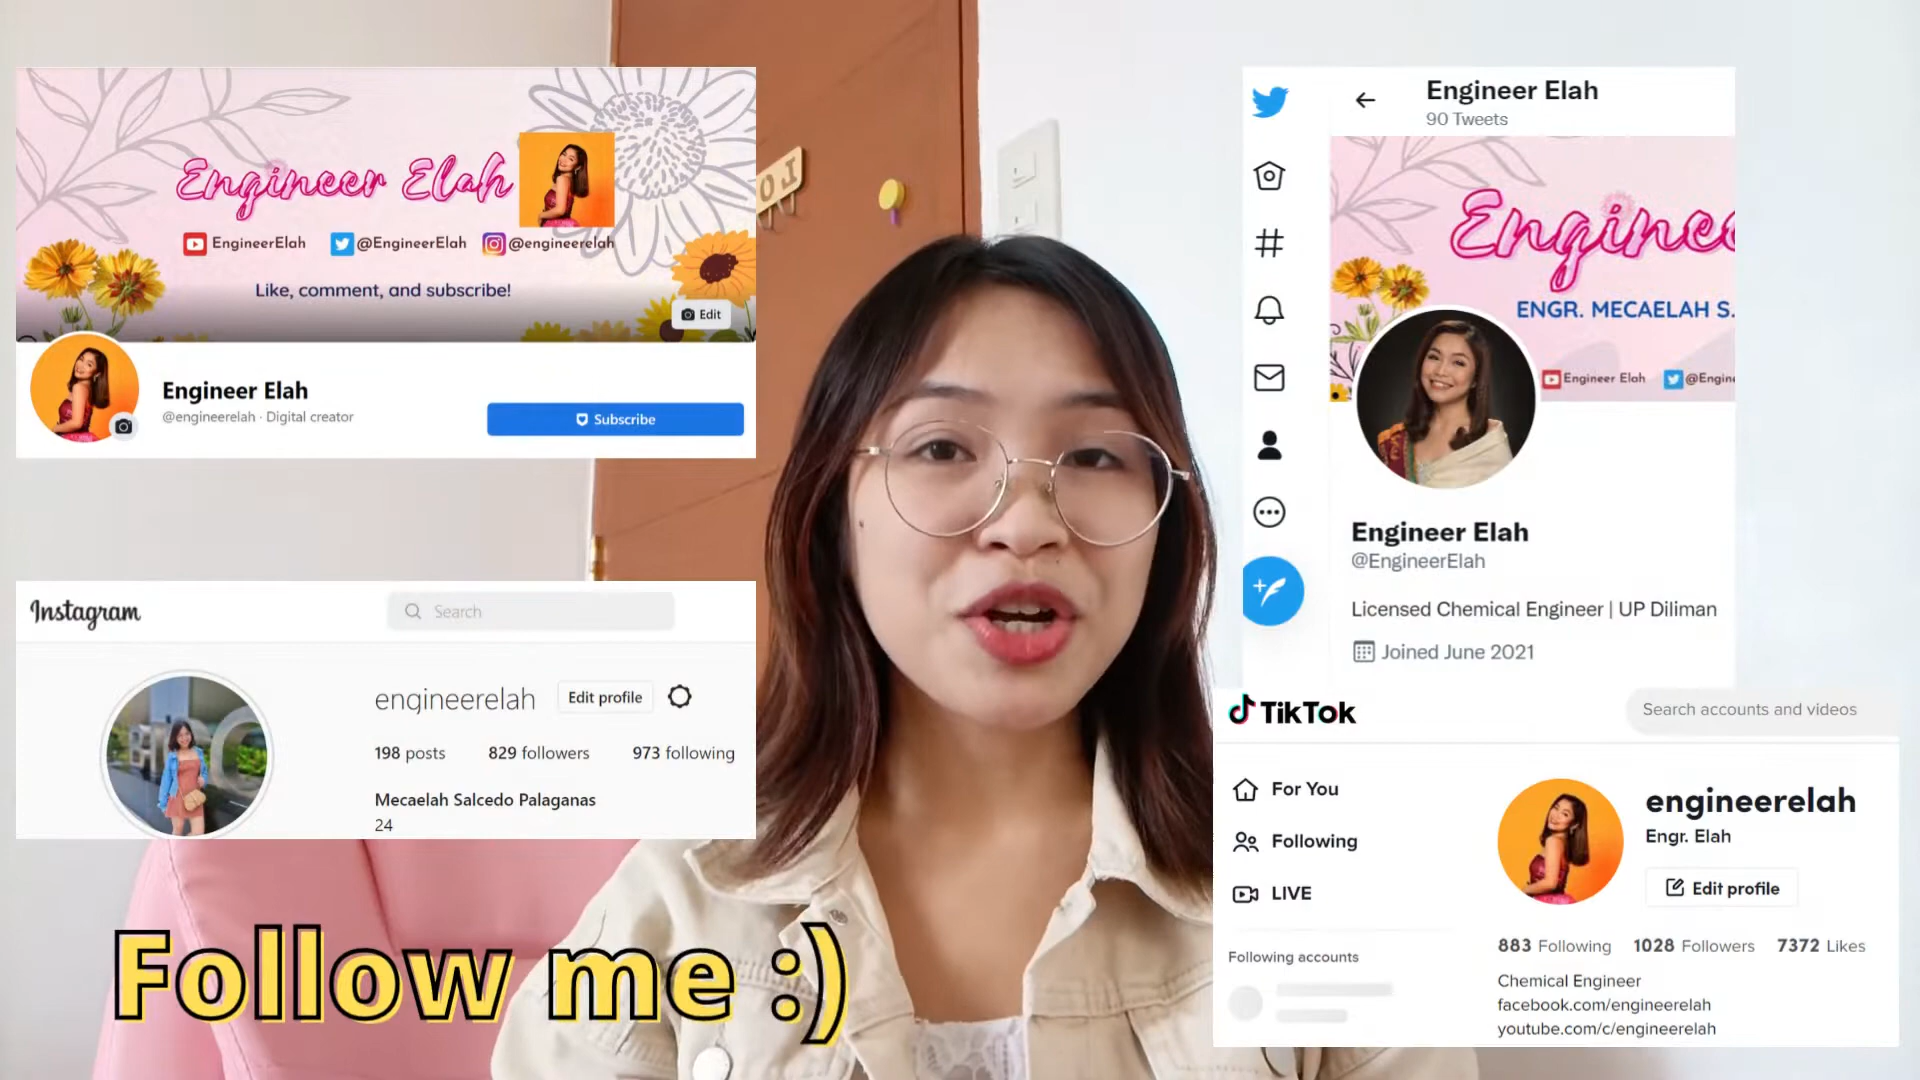 Engineer Elah
EngineerElah @EngineerElah @engineerelah
Like, comment, and subscribe!
Edit
Engineer Elah
@engineerelah · Digital creator
Subscribe
Instagram
Search
engineerelah Edit profile
198 posts 829 followers 973 following
Mecaelah Salcedo Palaganas
24
Follow me :)
Engineer Elah
90 Tweets
ENGR. MECAELAH S.
Engineer Elah
Engineer Elah
@EngineerElah
Licensed Chemical Engineer | UP Diliman
Joined June 2021
TikTok
Search accounts and videos
For You
Following
LIVE
Following accounts
engineerelah
Engr. Elah
Edit profile
883 Following 1028 Followers 7372 Likes
Chemical Engineer
facebook.com/engineerelah
youtube.com/c/engineerelah